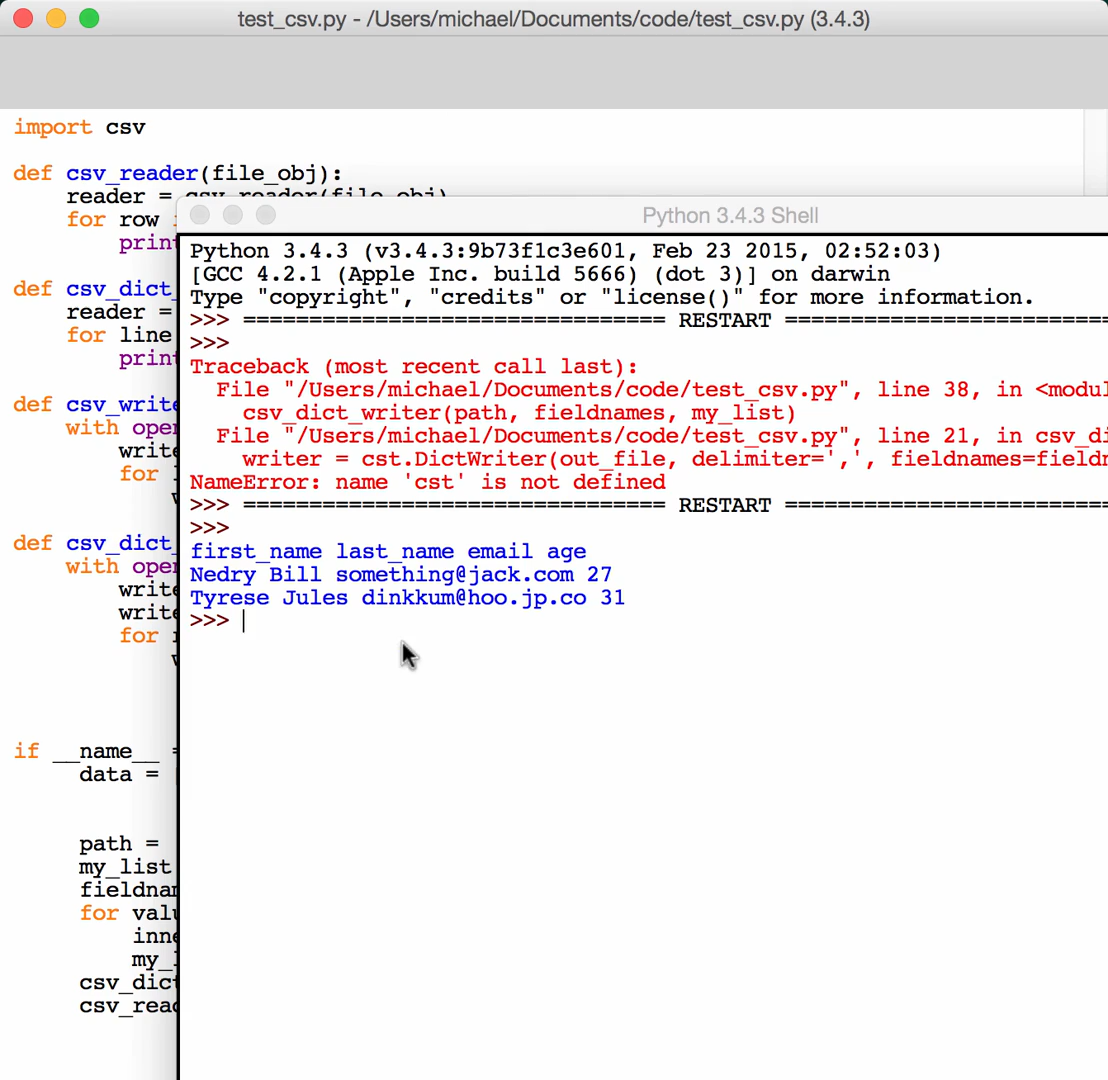 test_csv.py - /Users/michael/Documents/code/test_csv.py (3.4.3)
import csv
def csv_reader(file_obj):
reader = csv.reader(file_obj)
for row
print
def csv_dict_
reader =
for line
print
def csv_write
with open
write
for
def csv_dict_
with open
write
write
for
if __name__ =
data =
path =
my_list
fieldnam
for valu
inne
my_l
csv_dict
csv_read
Python 3.4.3 Shell
Python 3.4.3 (v3.4.3:9b73f1c3e601, Feb 23 2015, 02:52:03)
[GCC 4.2.1 (Apple Inc. build 5666) (dot 3)] on darwin
Type "copyright", "credits" or "license()" for more information.
>>> ================================ RESTART =========================
>>>
Traceback (most recent call last):
File "/Users/michael/Documents/code/test_csv.py", line 38, in <modul
csv_dict_writer(path, fieldnames, my_list)
File "/Users/michael/Documents/code/test_csv.py", line 21, in csv_di
writer = cst.DictWriter(out_file, delimiter=',', fieldnames=fieldn
NameError: name 'cst' is not defined
>>> ================================ RESTART =========================
>>>
first_name last_name email age
Nedry Bill something@jack.com 27
Tyrese Jules dinkkum@hoo.jp.co 31
>>>